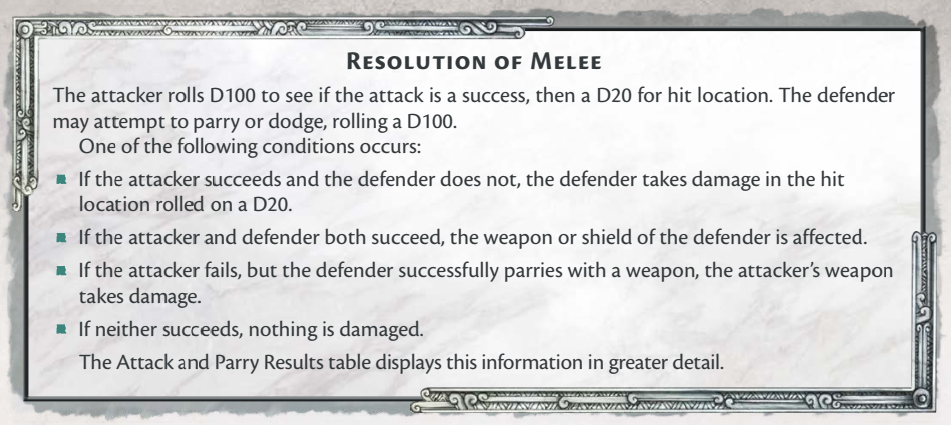 RESOLUTION OF MELEE
The attacker rolls D100 to see if the attack is a success, then a D20 for hit location. The defender
may attempt to parry or dodge, rolling a D100.
One of the following conditions occurs:
If the attacker succeeds and the defender does not, the defender takes damage in the hit
location rolled on a D20.
If the attacker and defender both succeed, the weapon or shield of the defender is affected.
If the attacker fails, but the defender successfully parries with a weapon, the attacker’s weapon
takes damage.
If neither succeeds, nothing is damaged.
The Attack and Parry Results table displays this information in greater detail.